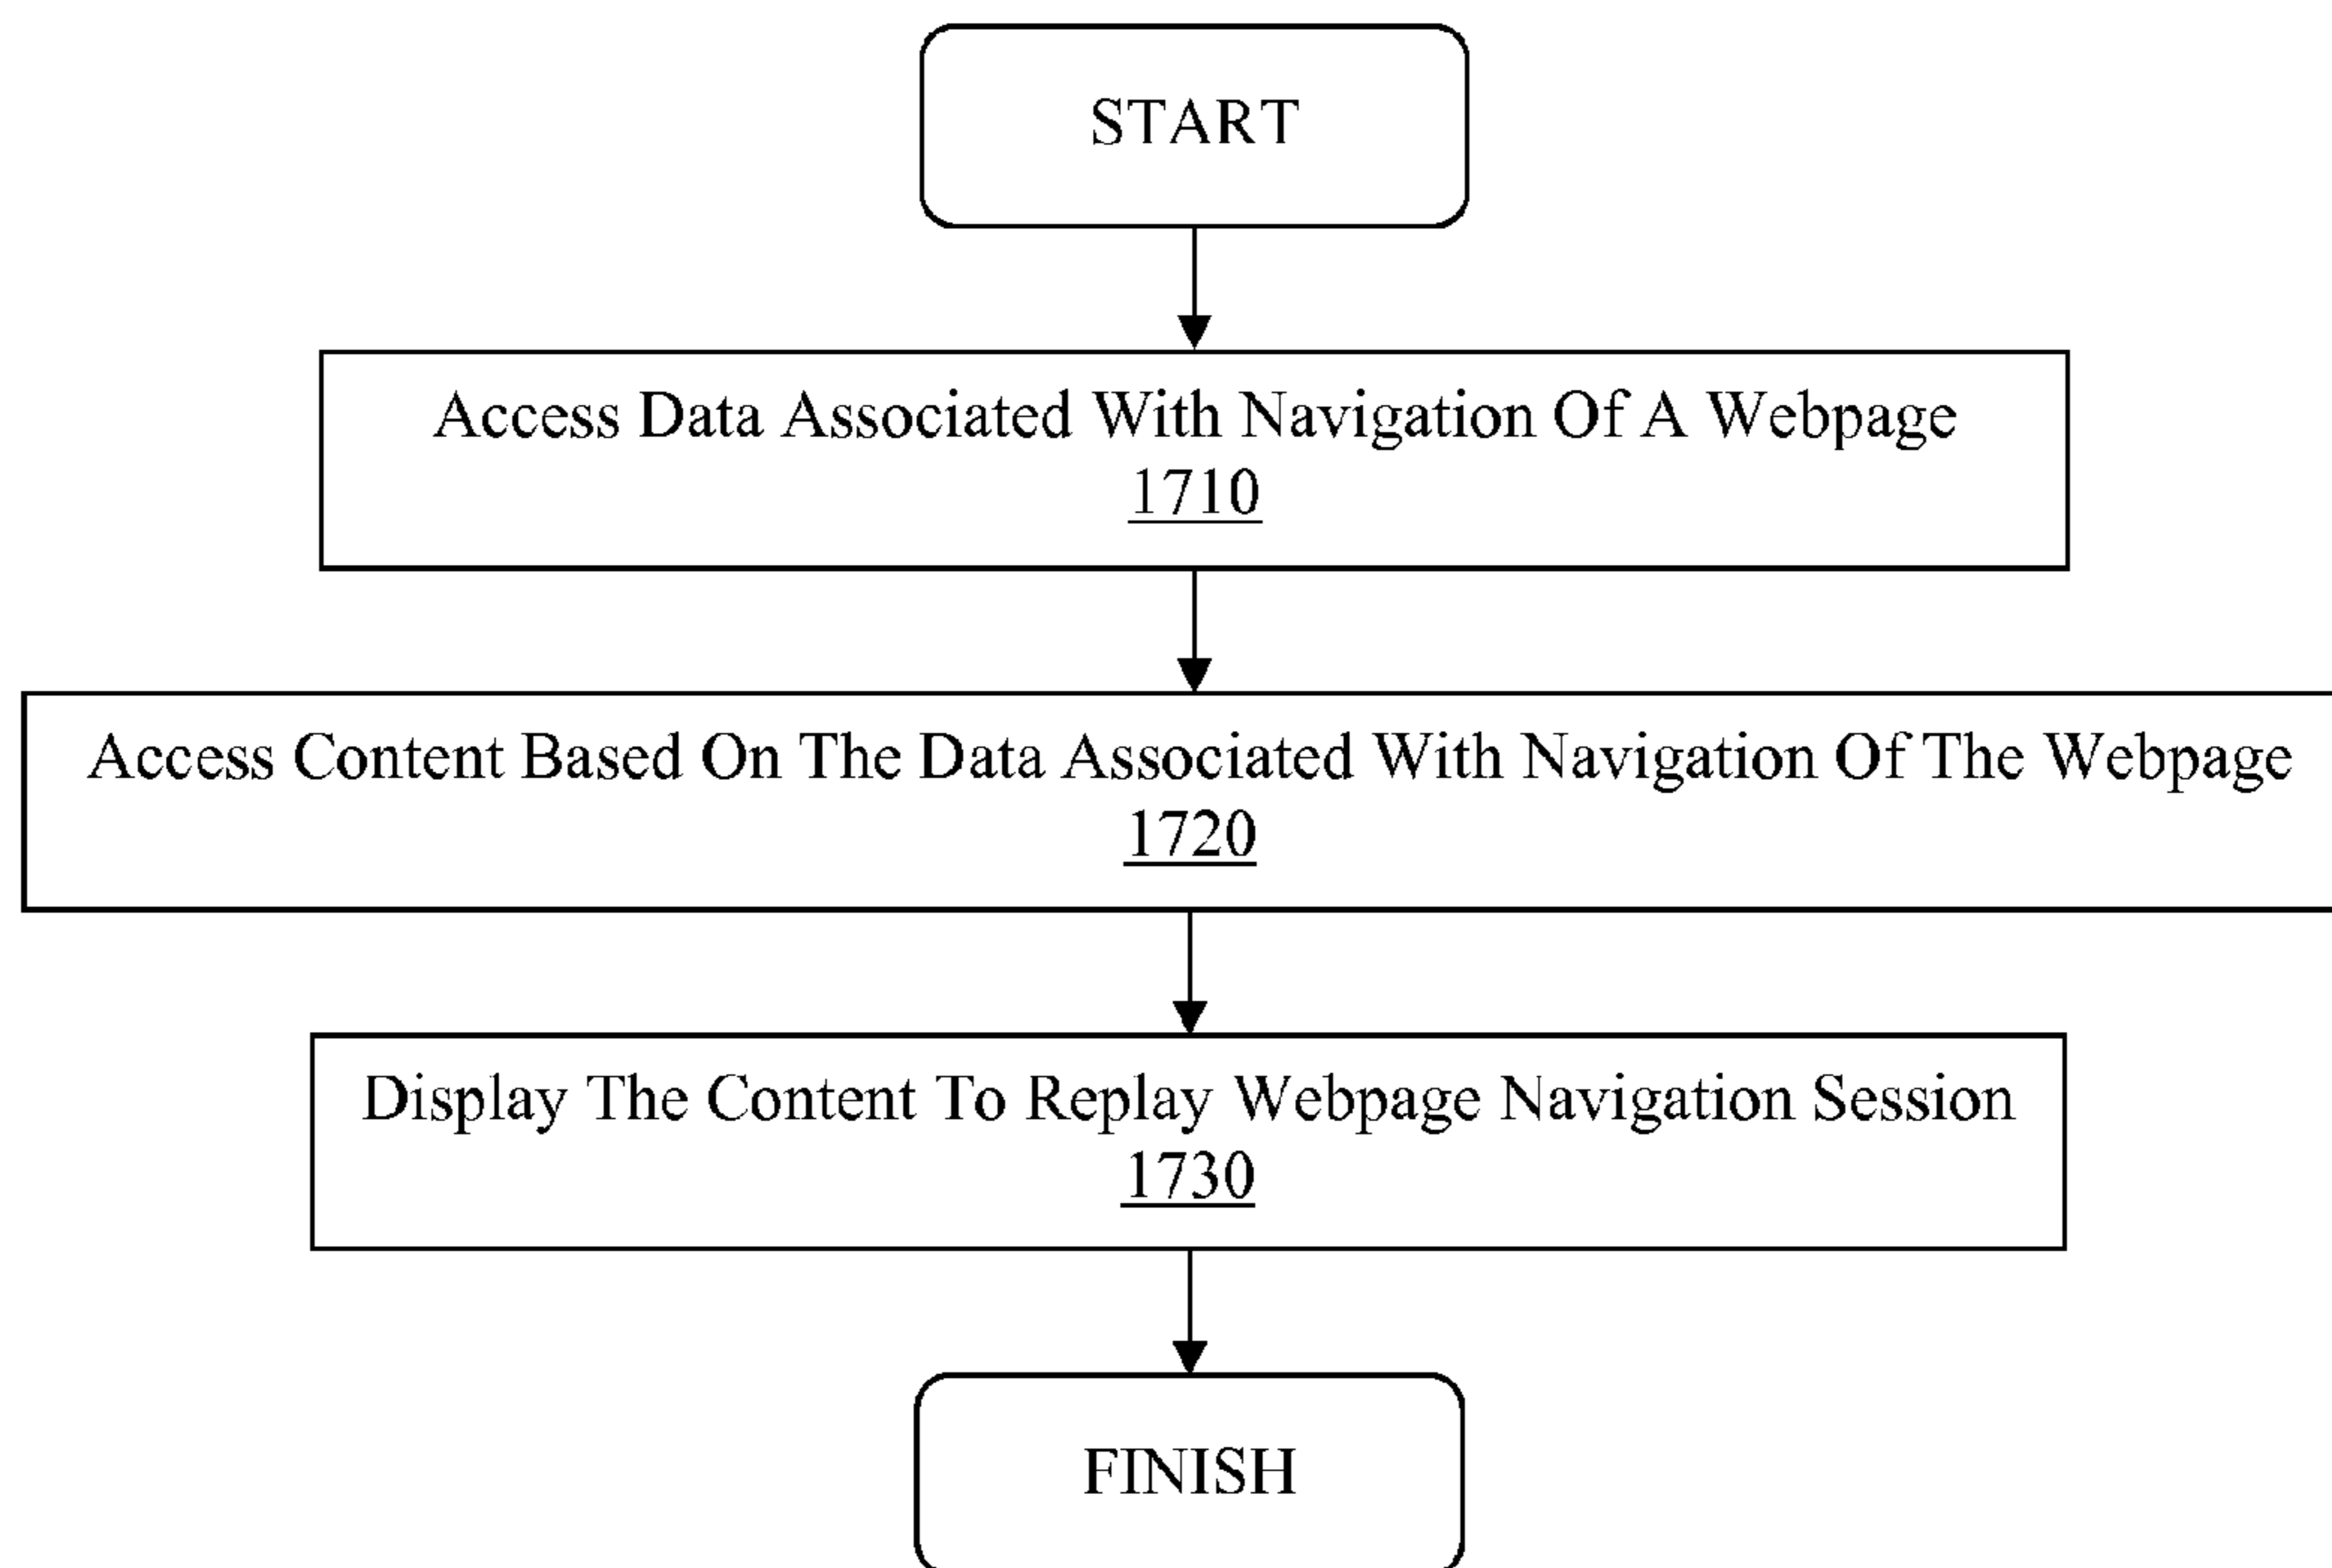 START
Access Data Associated With Navigation Of A Webpage
1710
Access Content Based On The Data Associated With Navigation Of The Webpage
1720
Display The Content To Replay Webpage Navigation Session
1730
FINISH